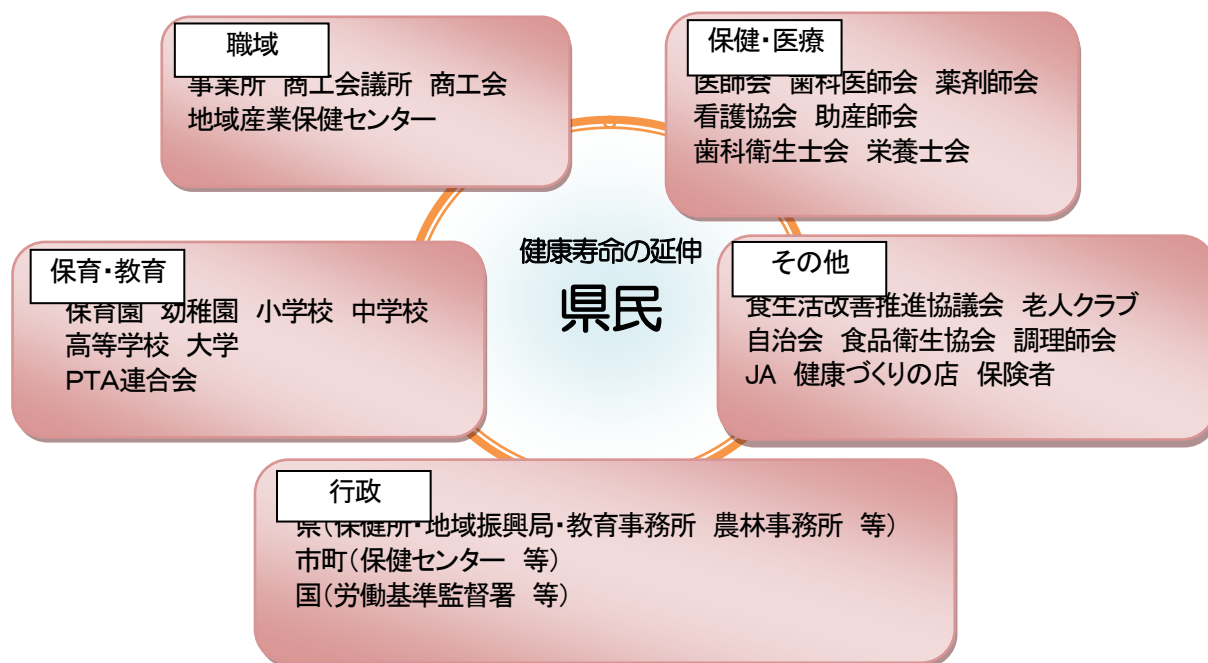 職域
事業所 商工会議所 商工会
地域産業保健センター
保健・医療
医師会 歯科医師会 薬剤師会
看護協会 助産師会
歯科衛生士会 栄養士会
健康寿命の延伸
県民
保育・教育
保育園 幼稚園 小学校 中学校
高等学校 大学
PTA連合会
その他
食生活改善推進協議会 老人クラブ
自治会 食品衛生協会 調理師会
JA 健康づくりの店 保険者
行政
県(保健所・地域振興局・教育事務所 農林事務所 等)
市町(保健センター 等)
国(労働基準監督署 等)